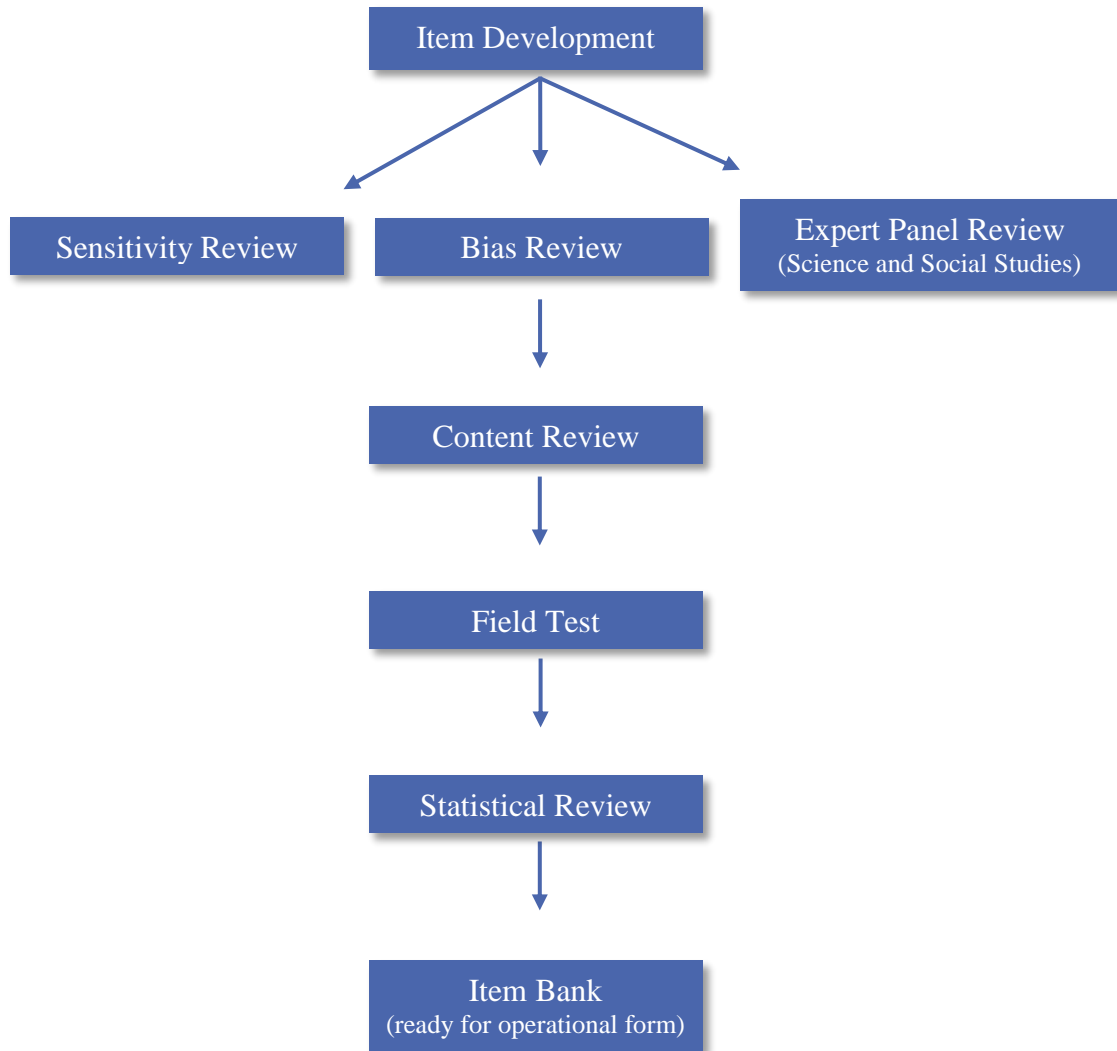 Item Development
Sensitivity Review
Bias Review
Expert Panel Review
(Science and Social Studies)
Content Review
Field Test
Statistical Review
Item Bank
(ready for operational form)